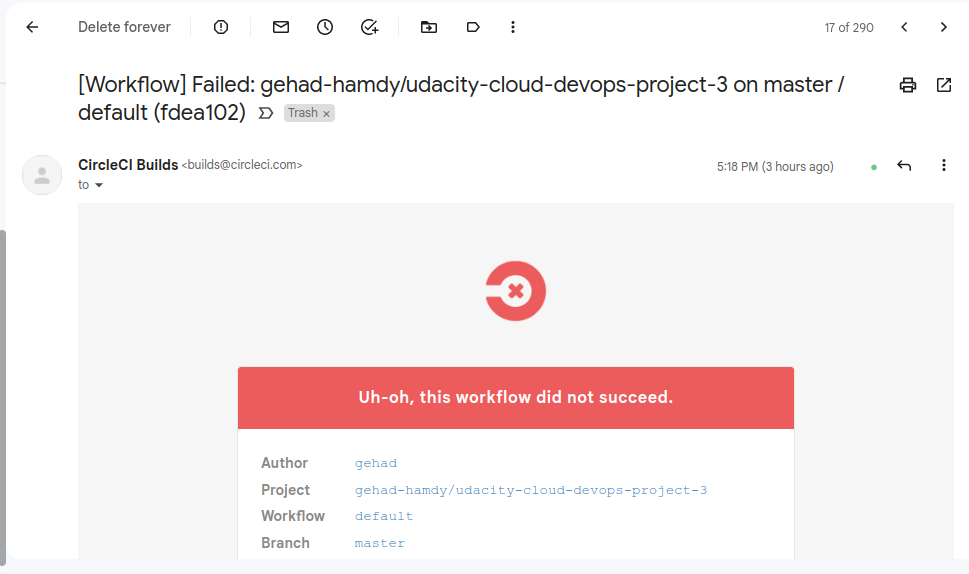 Delete forever
17 of 290
[Workflow] Failed: gehad-hamdy/udacity-cloud-devops-project-3 on master /
default (fdea102) Trash ×
CircleCI Builds <builds@circleci.com>
5:18 PM (3 hours ago)
to
Uh-oh, this workflow did not succeed.
Author gehad
Project gehad-hamdy/udacity-cloud-devops-project-3
Workflow default
Branch master